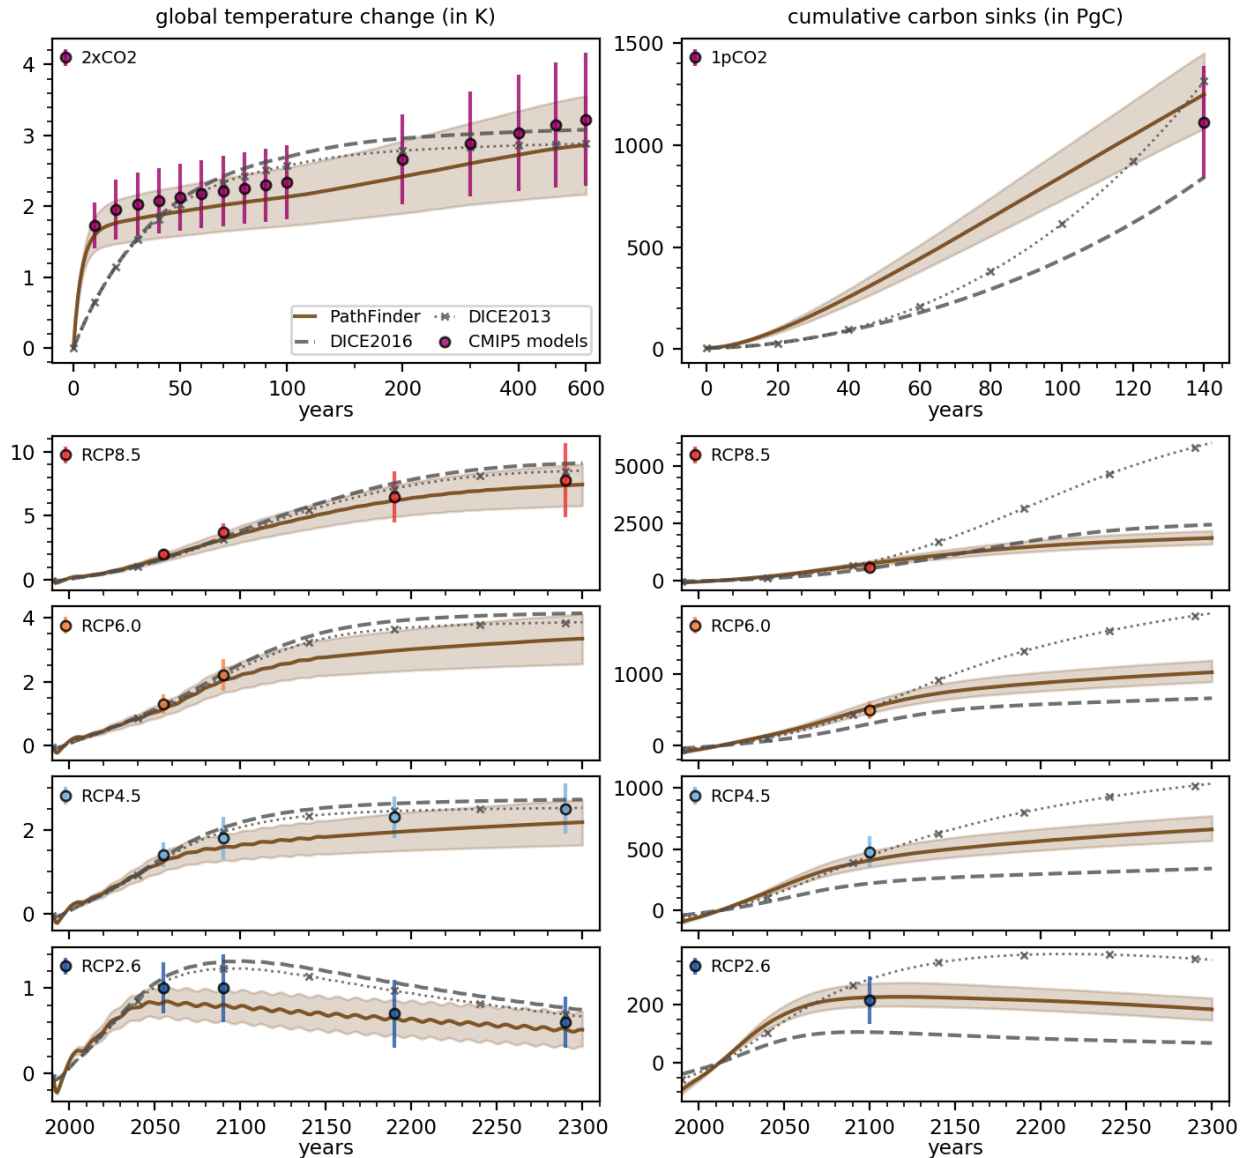 global temperature change (in K)
cumulative carbon sinks (in PgC)
2xCO2
4
3
2
1
0
PathFinder
DICE2016
DICE2013
CMIP5 models
0
50
100
200
400
600
years
1pCO2
1500
1000
500
0
0
20
40
60
80
100
120
140
years
RCP8.5
10
5
0
RCP8.5
5000
2500
0
RCP6.0
4
2
0
RCP6.0
1000
0
RCP4.5
2
0
RCP4.5
1000
500
0
RCP2.6
1
0
2000
2050
2100
2150
2200
2250
2300
years
RCP2.6
200
0
2000
2050
2100
2150
2200
2250
2300
years